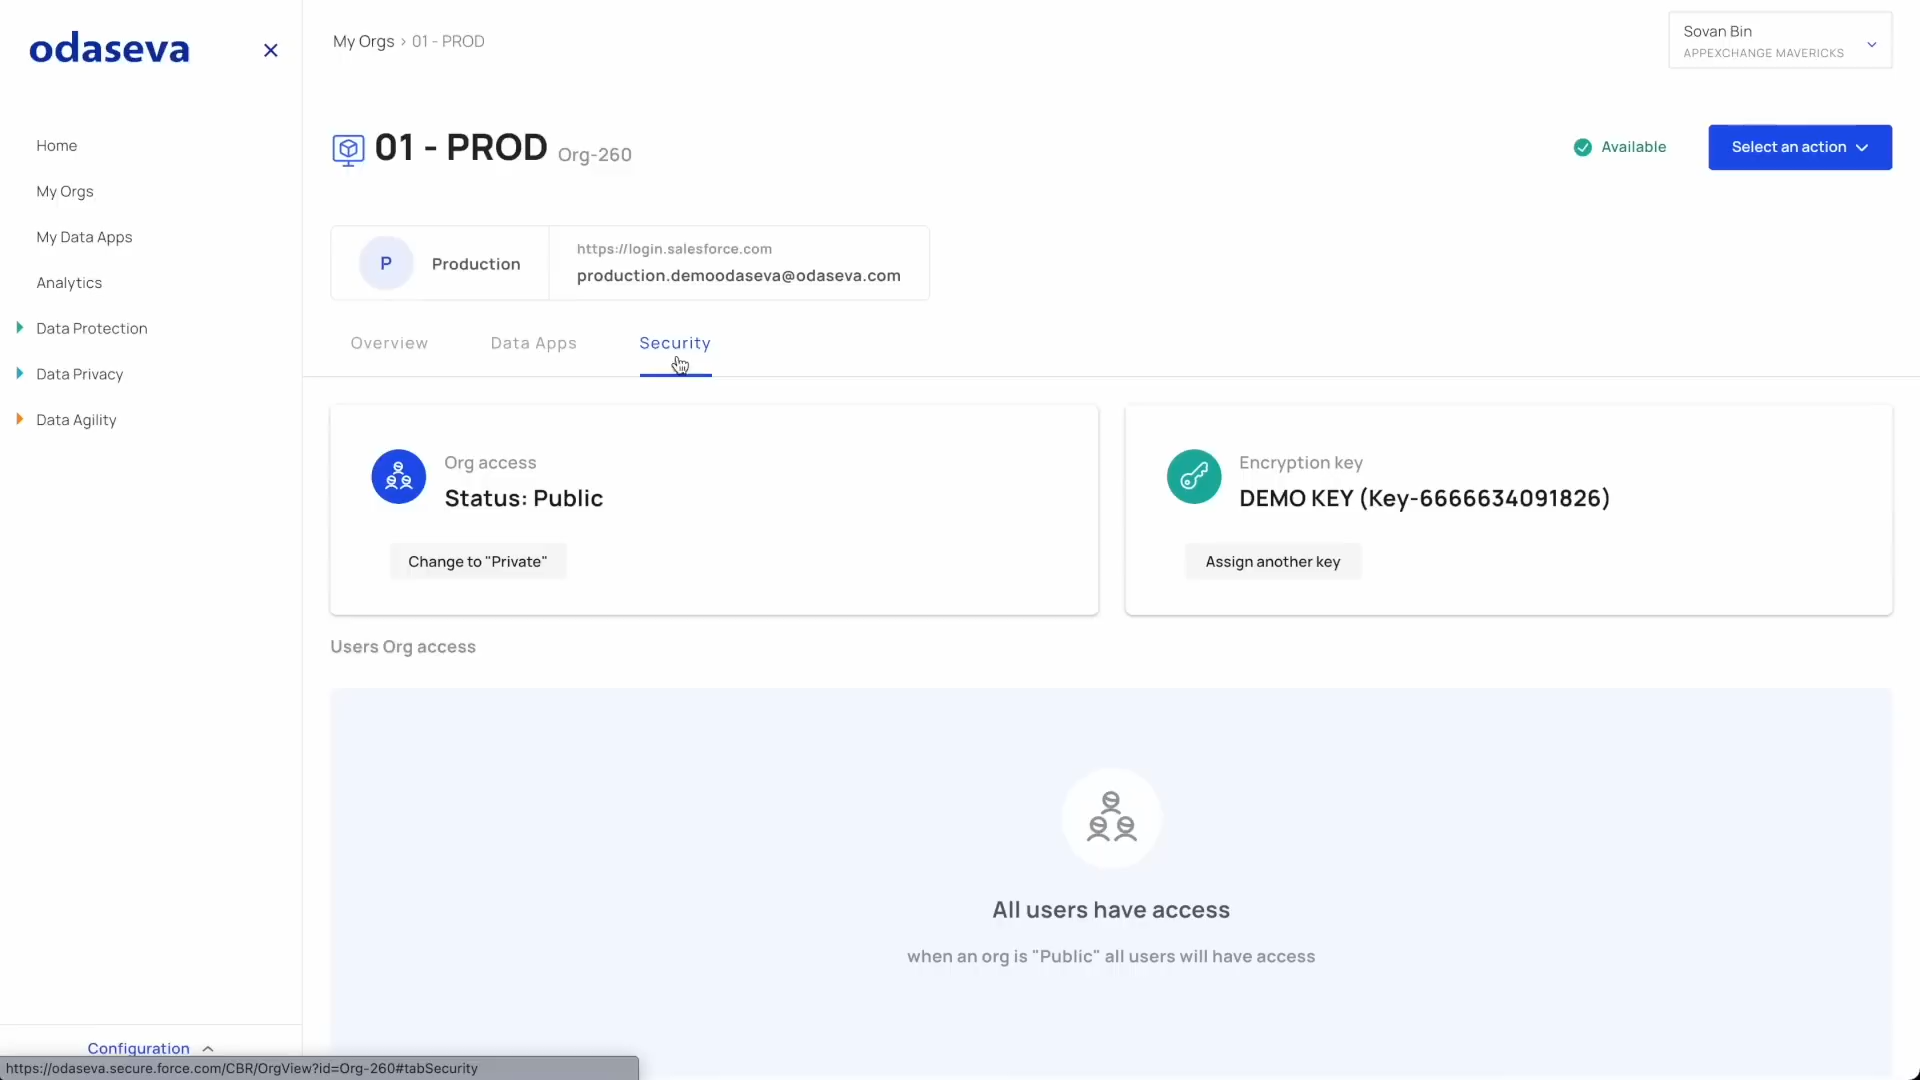 odaseva
My Orgs › 01 - PROD
Sovan Bin
APPEXCHANGE MAVERICKS
Home
My Orgs
My Data Apps
Analytics
Data Protection
Data Privacy
Data Agility
01 - PROD Org-260
Available
Select an action
P
Production
https://login.salesforce.com
production.demoodaseva@odaseva.com
Overview
Data Apps
Security
Org access
Status: Public
Change to "Private"
Encryption key
DEMO KEY (Key-6666634091826)
Assign another key
Users Org access
All users have access
when an org is "Public" all users will have access
Configuration
https://odaseva.secure.force.com/CBR/OrgView?id=Org-260#tabSecurity